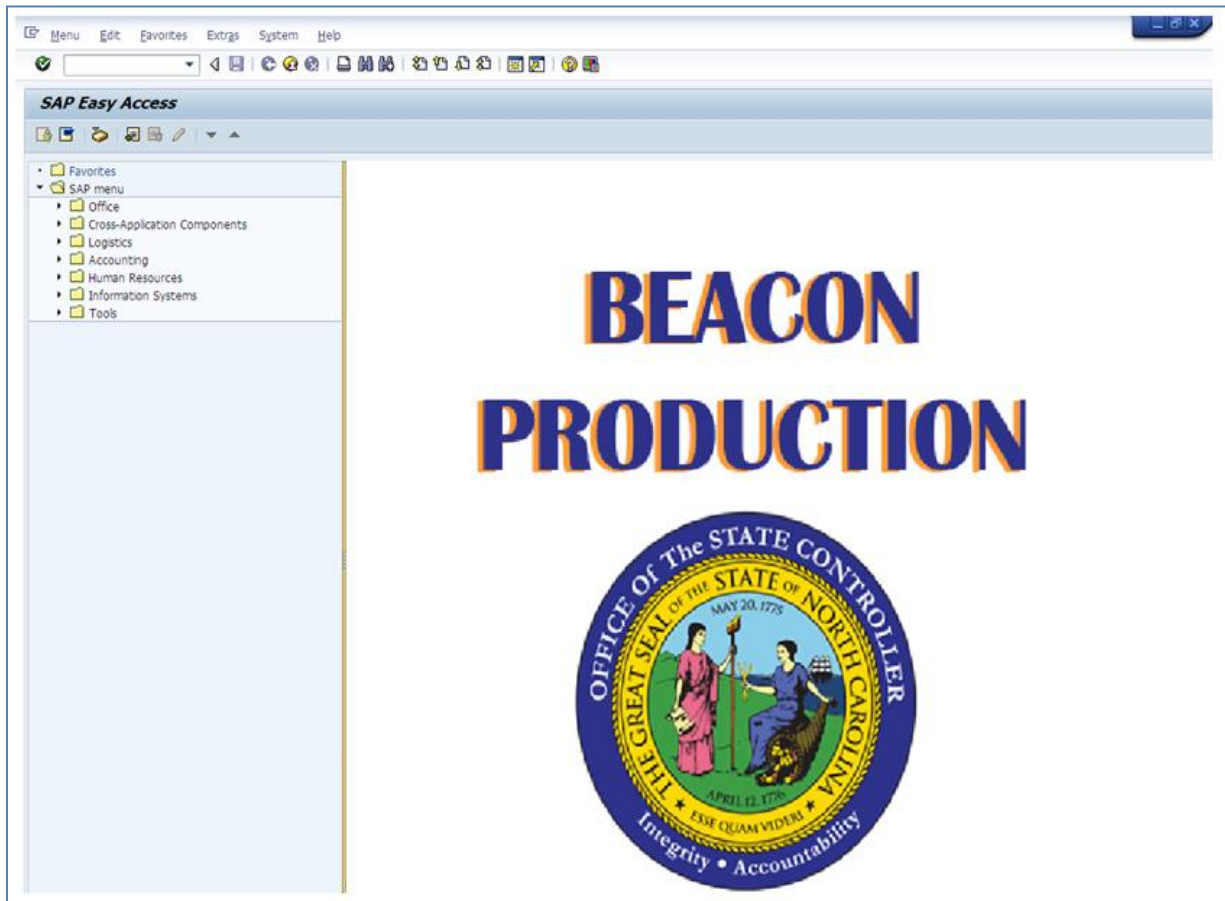 Menu Edit Favorites Extras System Help
SAP Easy Access
Favorites
SAP menu
Office
Cross-Application Components
Logistics
Accounting
Human Resources
Information Systems
Tools
BEACON
PRODUCTION
OFFICE Of The STATE CONTROLLER
THE GREAT SEAL OF THE STATE OF NORTH CAROLINA
MAY 20, 1775
APRIL 12, 1776
ESSE QUAM VIDERI
Integrity • Accountability